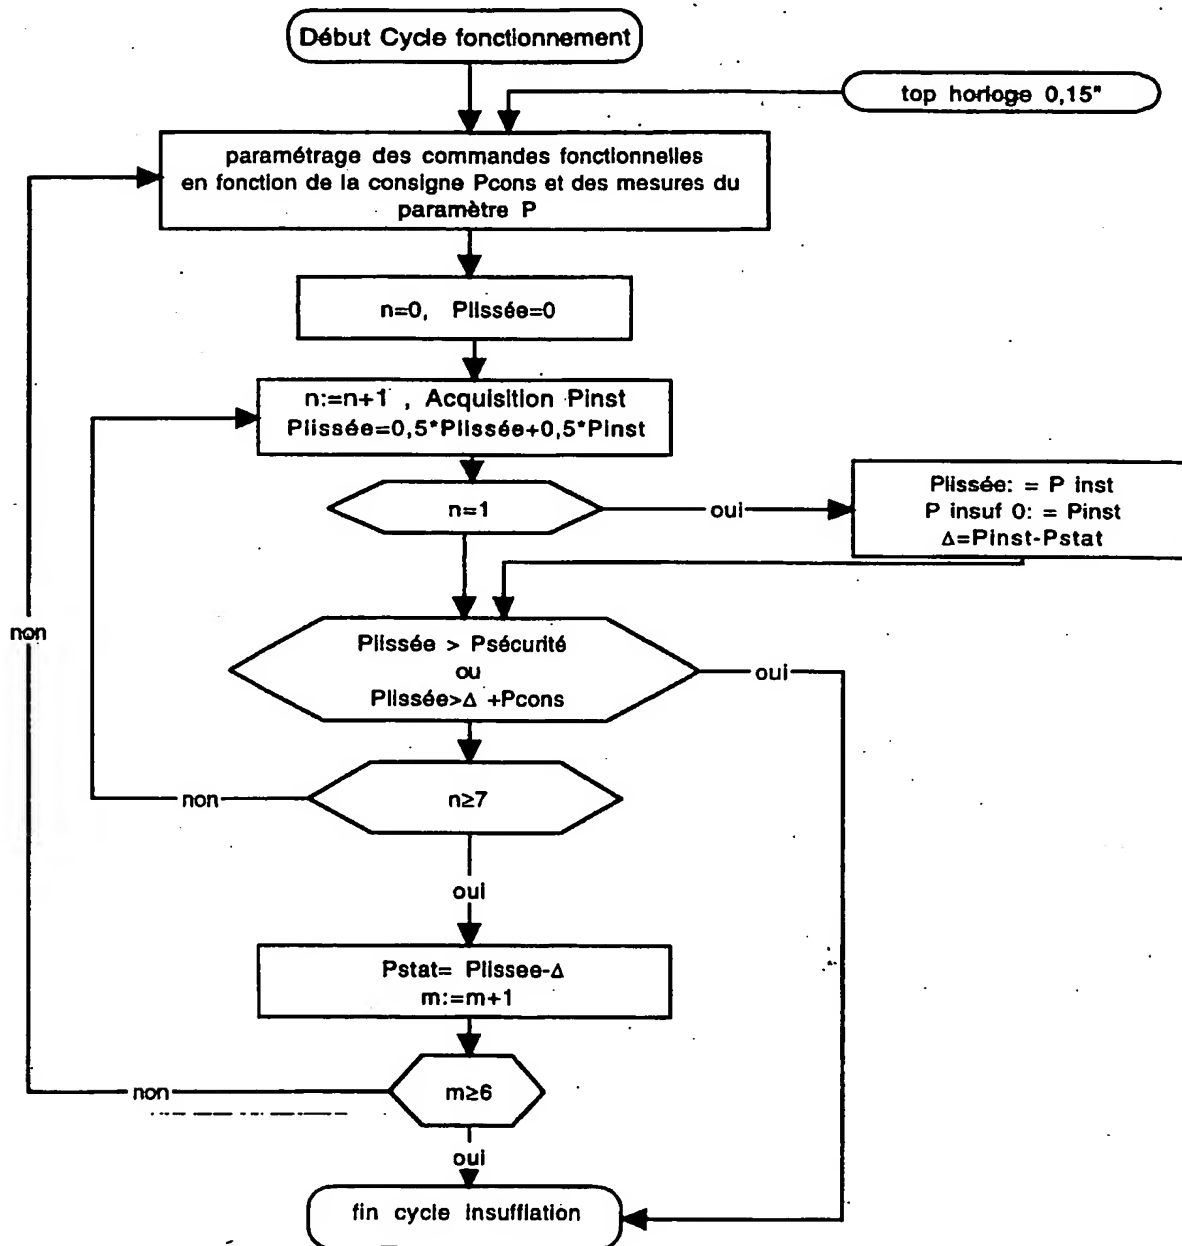 Début Cycle fonctionnement
top horloge 0,15"
paramétrage des commandes fonctionnelles
en fonction de la consigne Pcons et des mesures du
paramètre P
n=0, Plissée=0
n:=n+1 , Acquisition Pinst
Plissée=0,5*Plissée+0,5*Pinst
n=1
oui
Plissée: = P inst
P insuf 0: = Pinst
Δ=Pinst-Pstat
non
Plissée > Psécurité
ou
Plissée>Δ +Pcons
oui
n≥7
non
oui
Pstat= Plissee-Δ
m:=m+1
m≥6
non
oui
fin cycle insufflation